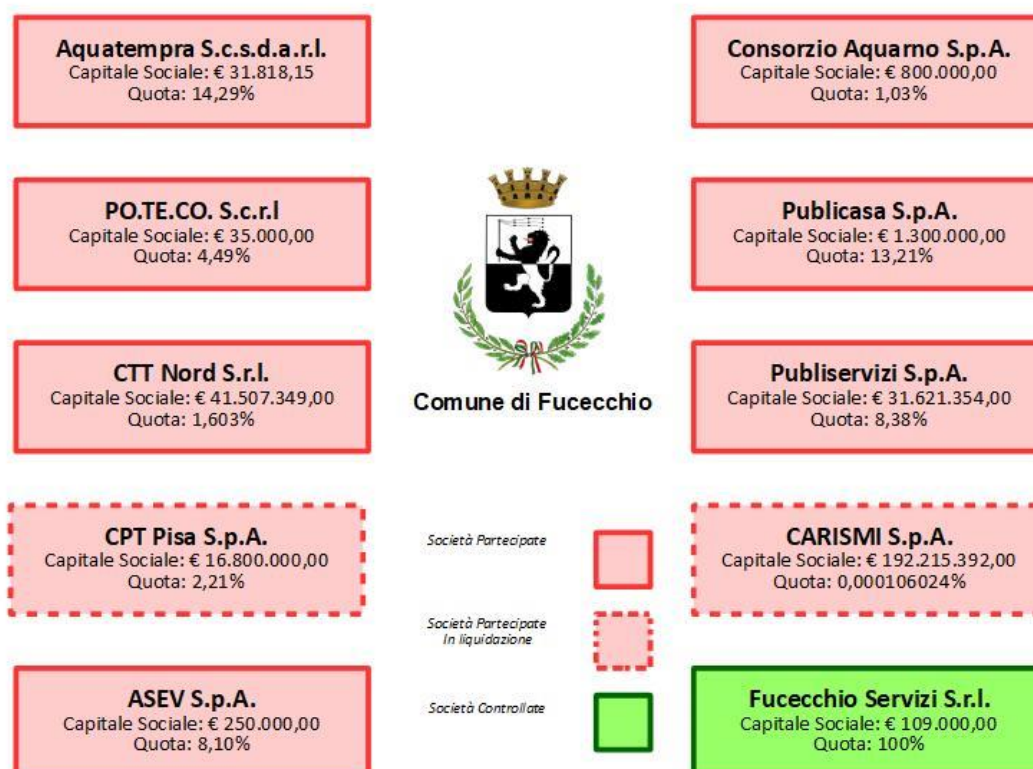 Aquatempra S.c.s.d.a.r.l.
Capitale Sociale: € 31.818,15
Quota: 14,29%
Consorzio Aquarno S.p.A.
Capitale Sociale: € 800.000,00
Quota: 1,03%
PO.TE.CO. S.c.r.l
Capitale Sociale: € 35.000,00
Quota: 4,49%
Publicasa S.p.A.
Capitale Sociale: € 1.300.000,00
Quota: 13,21%
CTT Nord S.r.l.
Capitale Sociale: € 41.507.349,00
Quota: 1,603%
Comune di Fucecchio
Publiservizi S.p.A.
Capitale Sociale: € 31.621.354,00
Quota: 8,38%
CPT Pisa S.p.A.
Capitale Sociale: € 16.800.000,00
Quota: 2,21%
Società Partecipate
Società Partecipate
In liquidazione
Società Controllate
CARISMI S.p.A.
Capitale Sociale: € 192.215.392,00
Quota: 0,000106024%
ASEV S.p.A.
Capitale Sociale: € 250.000,00
Quota: 8,10%
Fucecchio Servizi S.r.l.
Capitale Sociale: € 109.000,00
Quota: 100%